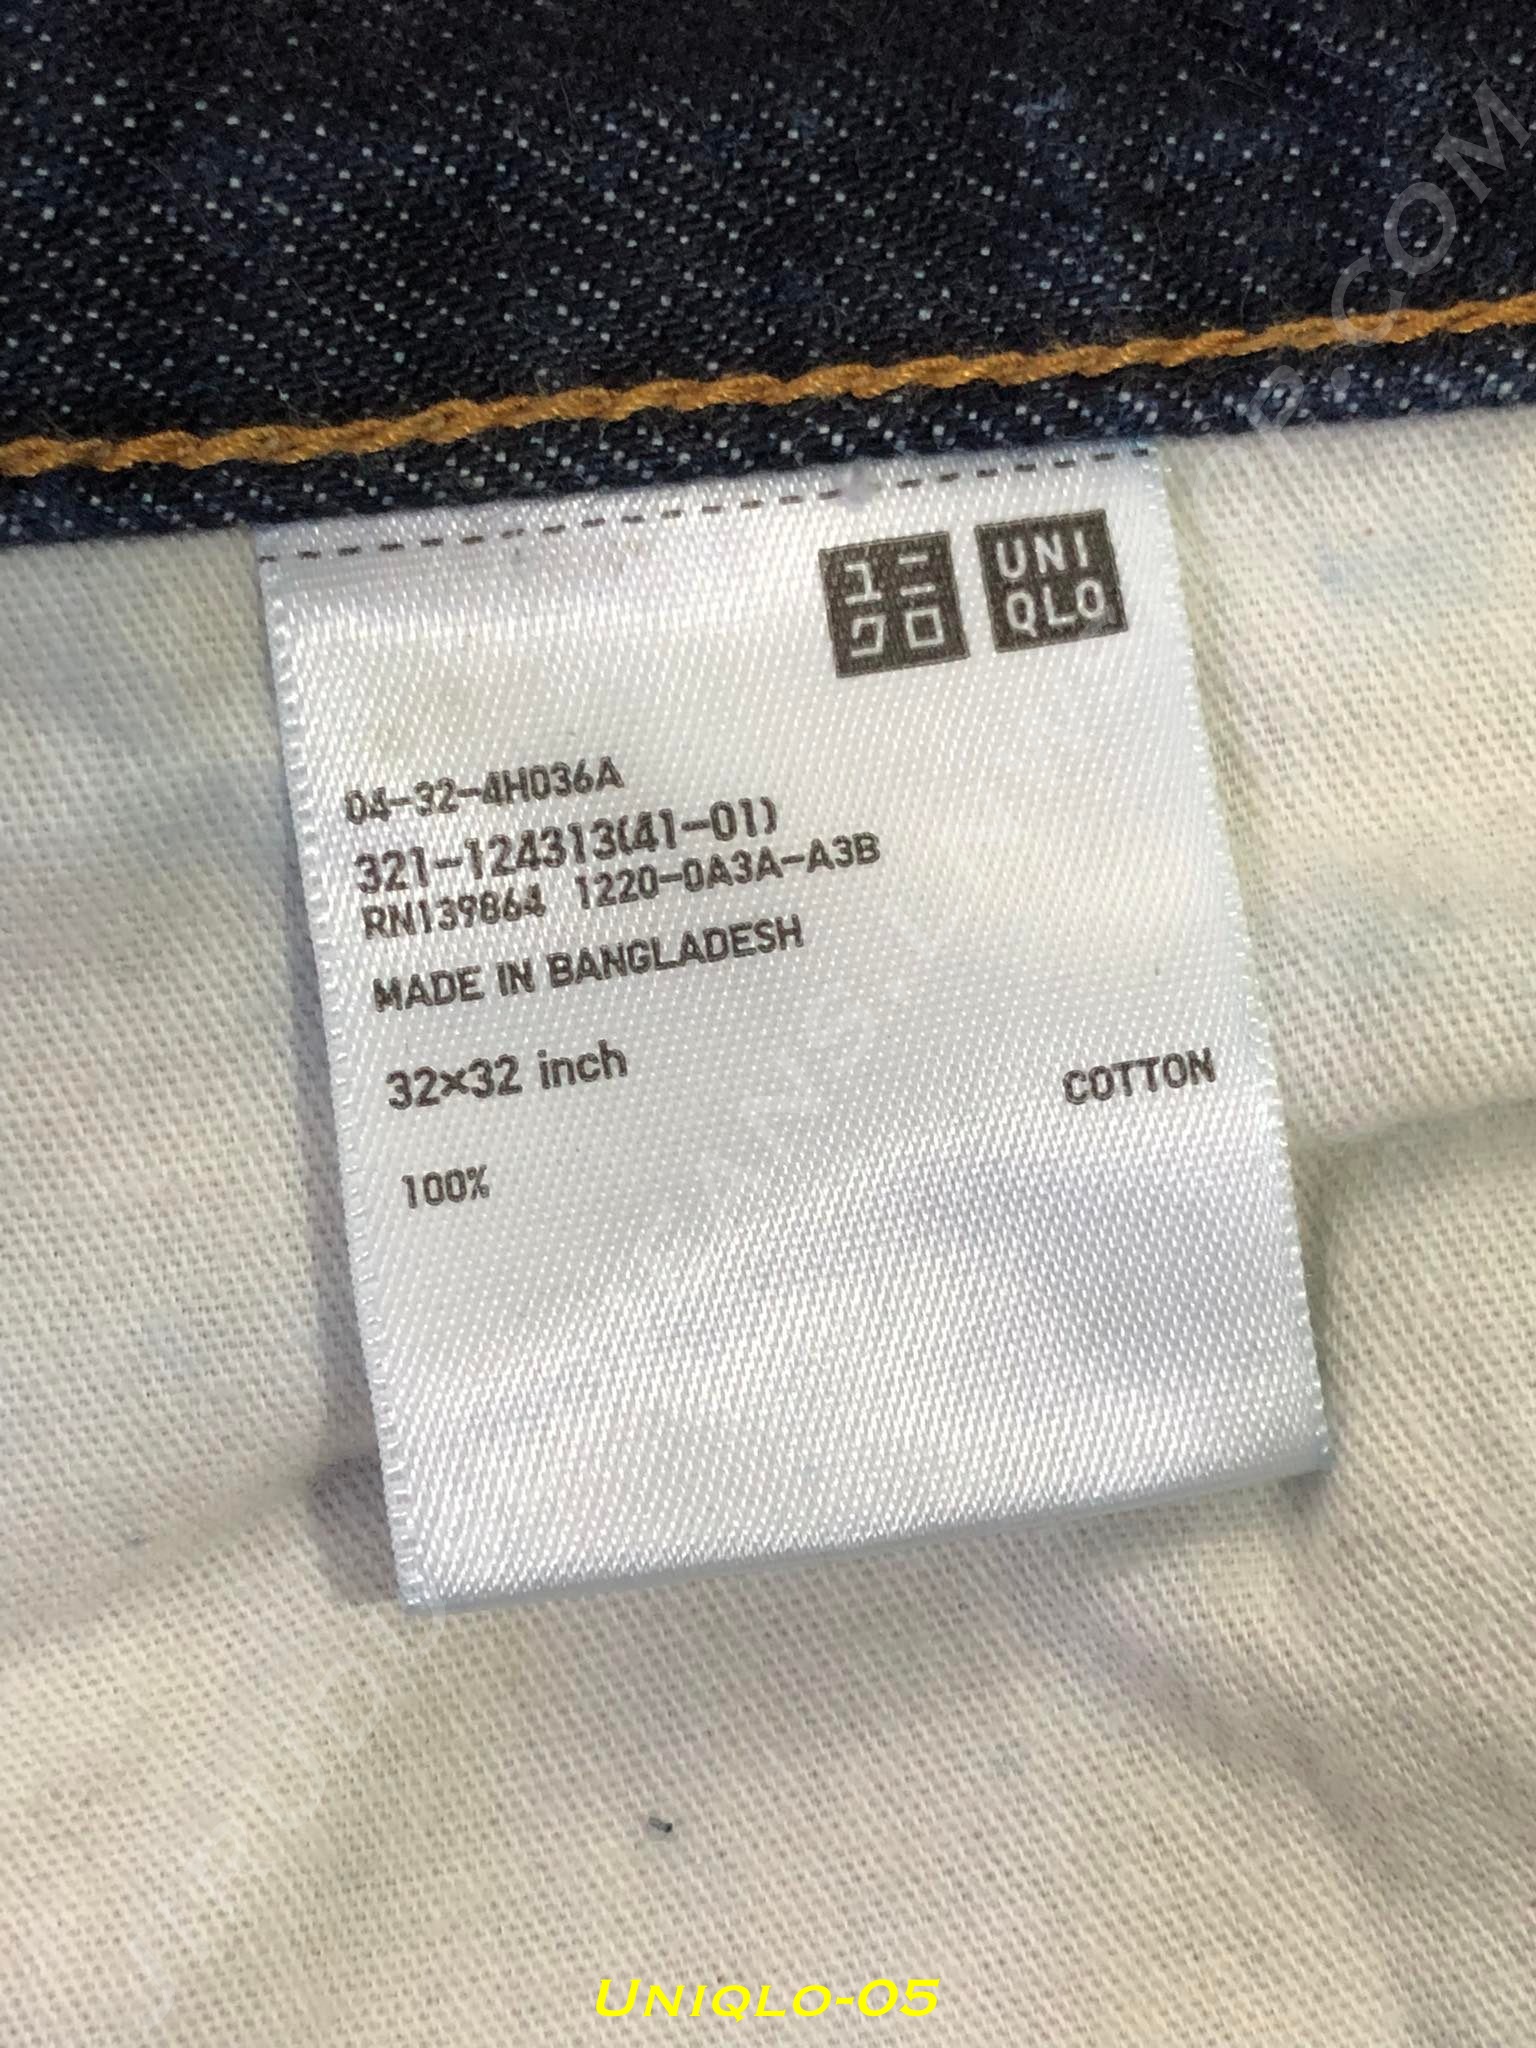 ユニ
クロ
UNI
QLO
04-32-4H036A
321-124313(41-01)
RN139864 1220-0A3A-A3B
MADE IN BANGLADESH
32×32 inch
COTTON
100%
UNIQLO-05